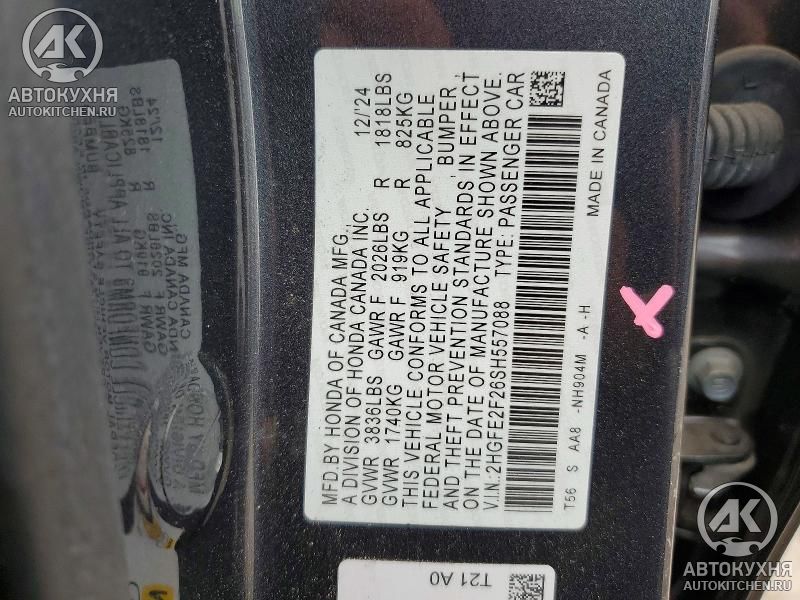 MFD.BY HONDA OF CANADA MFG. 12/'24
A DIVISION OF HONDA CANADA INC.
GVWR 3836LBS GAWR F 2026LBS R 1818LBS
GVWR 1740KG GAWR F 919KG R 825KG
THIS VEHICLE CONFORMS TO ALL APPLICABLE
FEDERAL MOTOR VEHICLE SAFETY, BUMPER,
AND THEFT PREVENTION STANDARDS IN EFFECT
ON THE DATE OF MANUFACTURE SHOWN ABOVE.
V.I.N.:2HGFE2F26SH557088 TYPE: PASSENGER CAR
T56 S AA8 -NH904M -A -H MADE IN CANADA
T21 A0
AK
АВТОКУХНЯ
AUTOKITCHEN.RU
AK
АВТОКУХНЯ
AUTOKITCHEN.RU